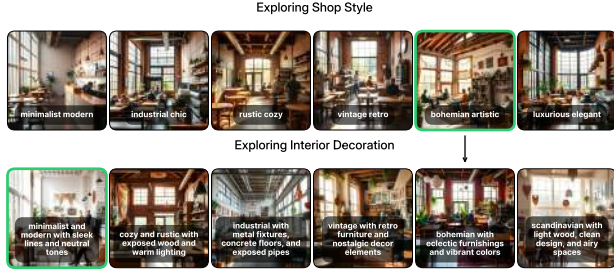 Exploring Shop Style
minimalist modern
industrial chic
rustic cozy
vintage retro
bohemian artistic
luxurious elegant
Exploring Interior Decoration
minimalist and
modern with sleek
lines and neutral
tones
cozy and rustic with
exposed wood and
warm lighting
industrial with
metal fixtures,
concrete floors, and
exposed pipes
vintage with retro
furniture and
nostalgic decor
elements
bohemian with
eclectic furnishings
and vibrant colors
scandinavian with
light wood, clean
design, and airy
spaces